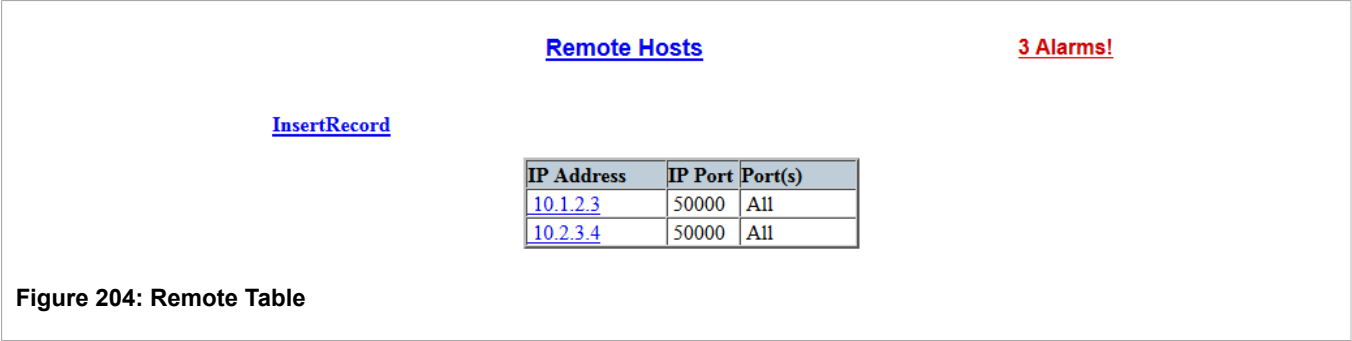 Remote Hosts 3 Alarms!
InsertRecord
IP Address IP Port Port(s)
10.1.2.3 50000 All
10.2.3.4 50000 All
Figure 204: Remote Table